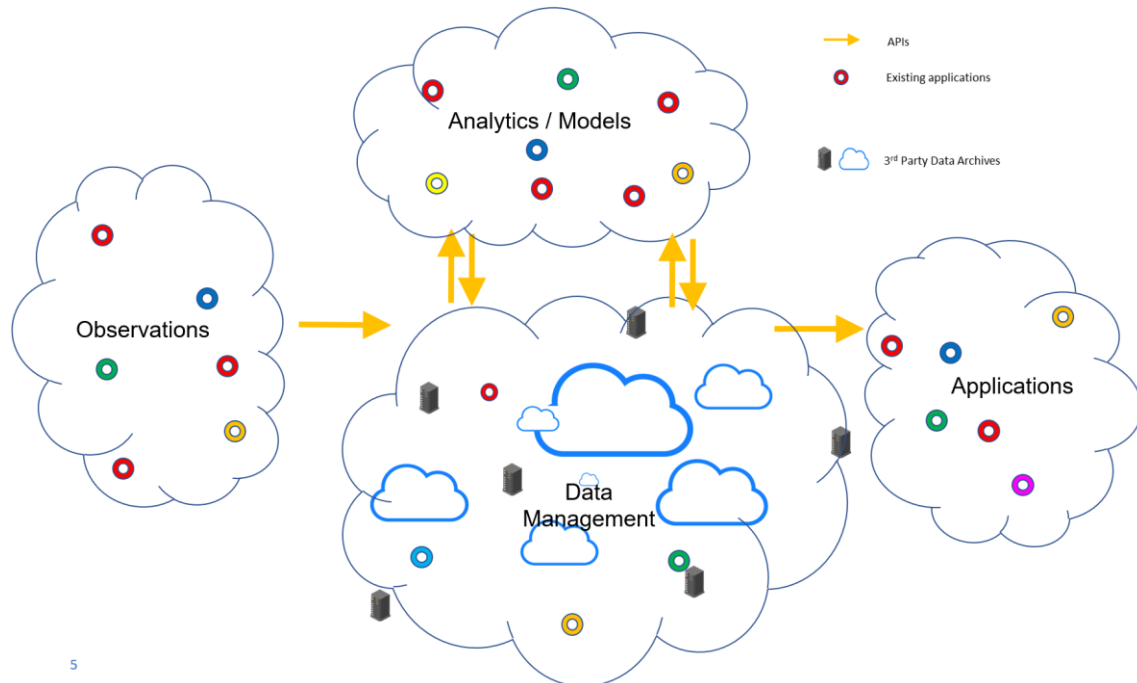 APIs
Existing applications
3rd Party Data Archives
Analytics / Models
Observations
Applications
Data
Management
5